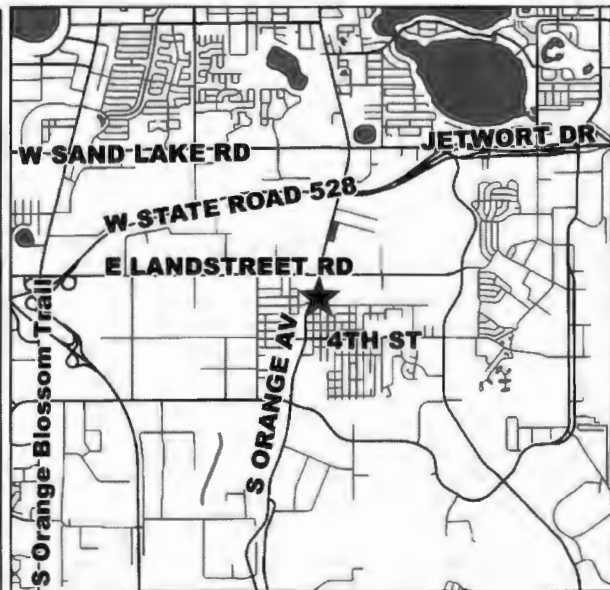 JETWORT DR
W SAND LAKE RD
W STATE ROAD 528
E LANDSTREET RD
4TH ST
S ORANGE AV
S Orange Blossom Trail